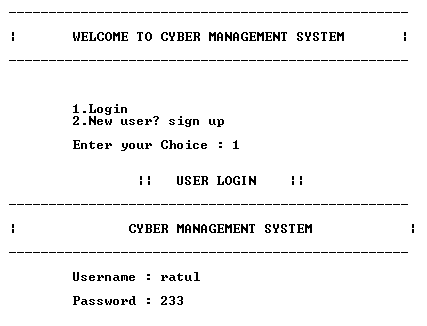 ¦ WELCOME TO CYBER MANAGEMENT SYSTEM ¦
1.Login
2.New user? sign up
Enter your Choice : 1
¦¦ USER LOGIN ¦¦
¦ CYBER MANAGEMENT SYSTEM ¦
Username : ratul
Password : 233